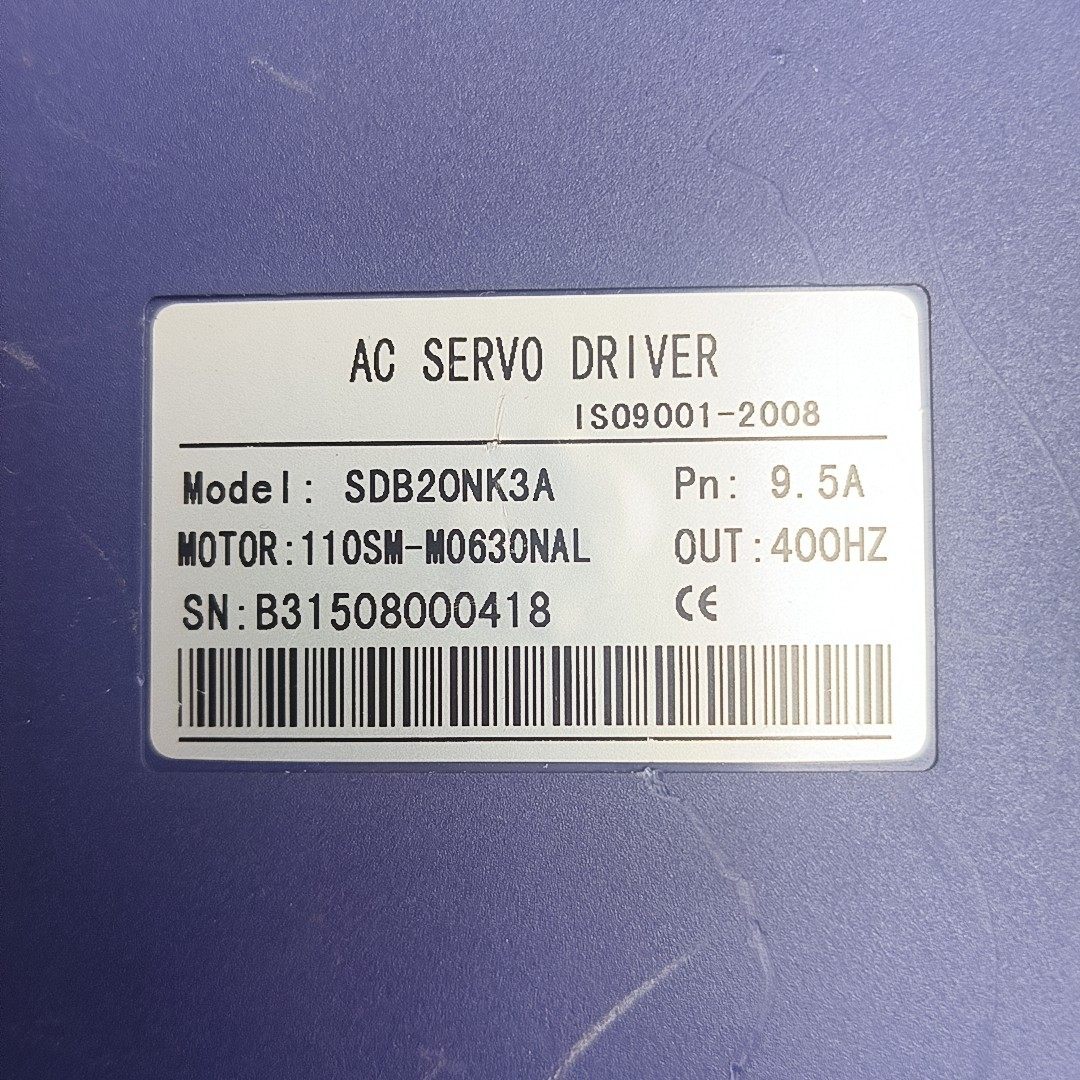 AC SERVO DRIVER
ISO9001-2008
Model: SDB20NK3A Pn: 9.5A
MOTOR:110SM-M0630NAL OUT:400HZ
SN:B31508000418 CE